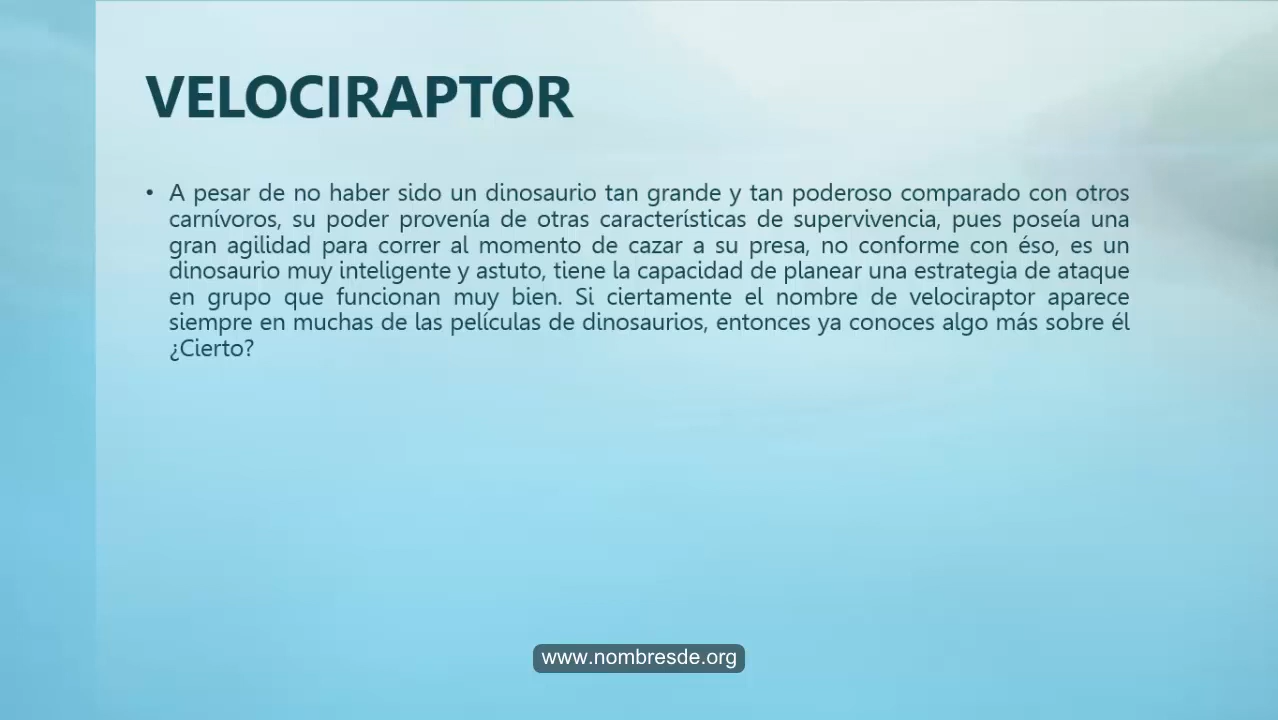 VELOCIRAPTOR
• A pesar de no haber sido un dinosaurio tan grande y tan poderoso comparado con otros
carnívoros, su poder provenía de otras características de supervivencia, pues poseía una
gran agilidad para correr al momento de cazar a su presa, no conforme con éso, es un
dinosaurio muy inteligente y astuto, tiene la capacidad de planear una estrategia de ataque
en grupo que funcionan muy bien. Si ciertamente el nombre de velociraptor aparece
siempre en muchas de las películas de dinosaurios, entonces ya conoces algo más sobre él
¿Cierto?
www.nombresde.org